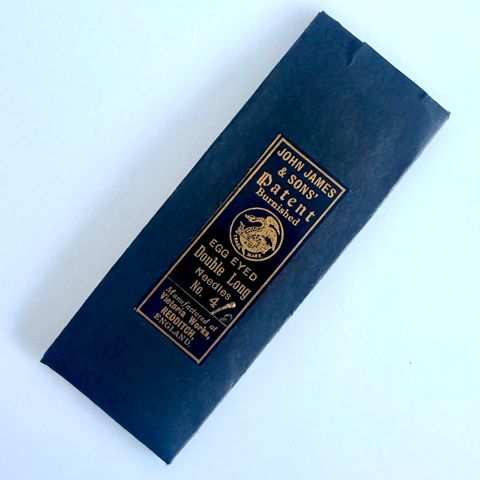 JOHN JAMES
& SONS'
Patent
Burnished
TRADE MARK.
EGG EYED
Double Long
Needles
No. 4
Manufactured at
Victoria Works,
REDDITCH,
ENGLAND.